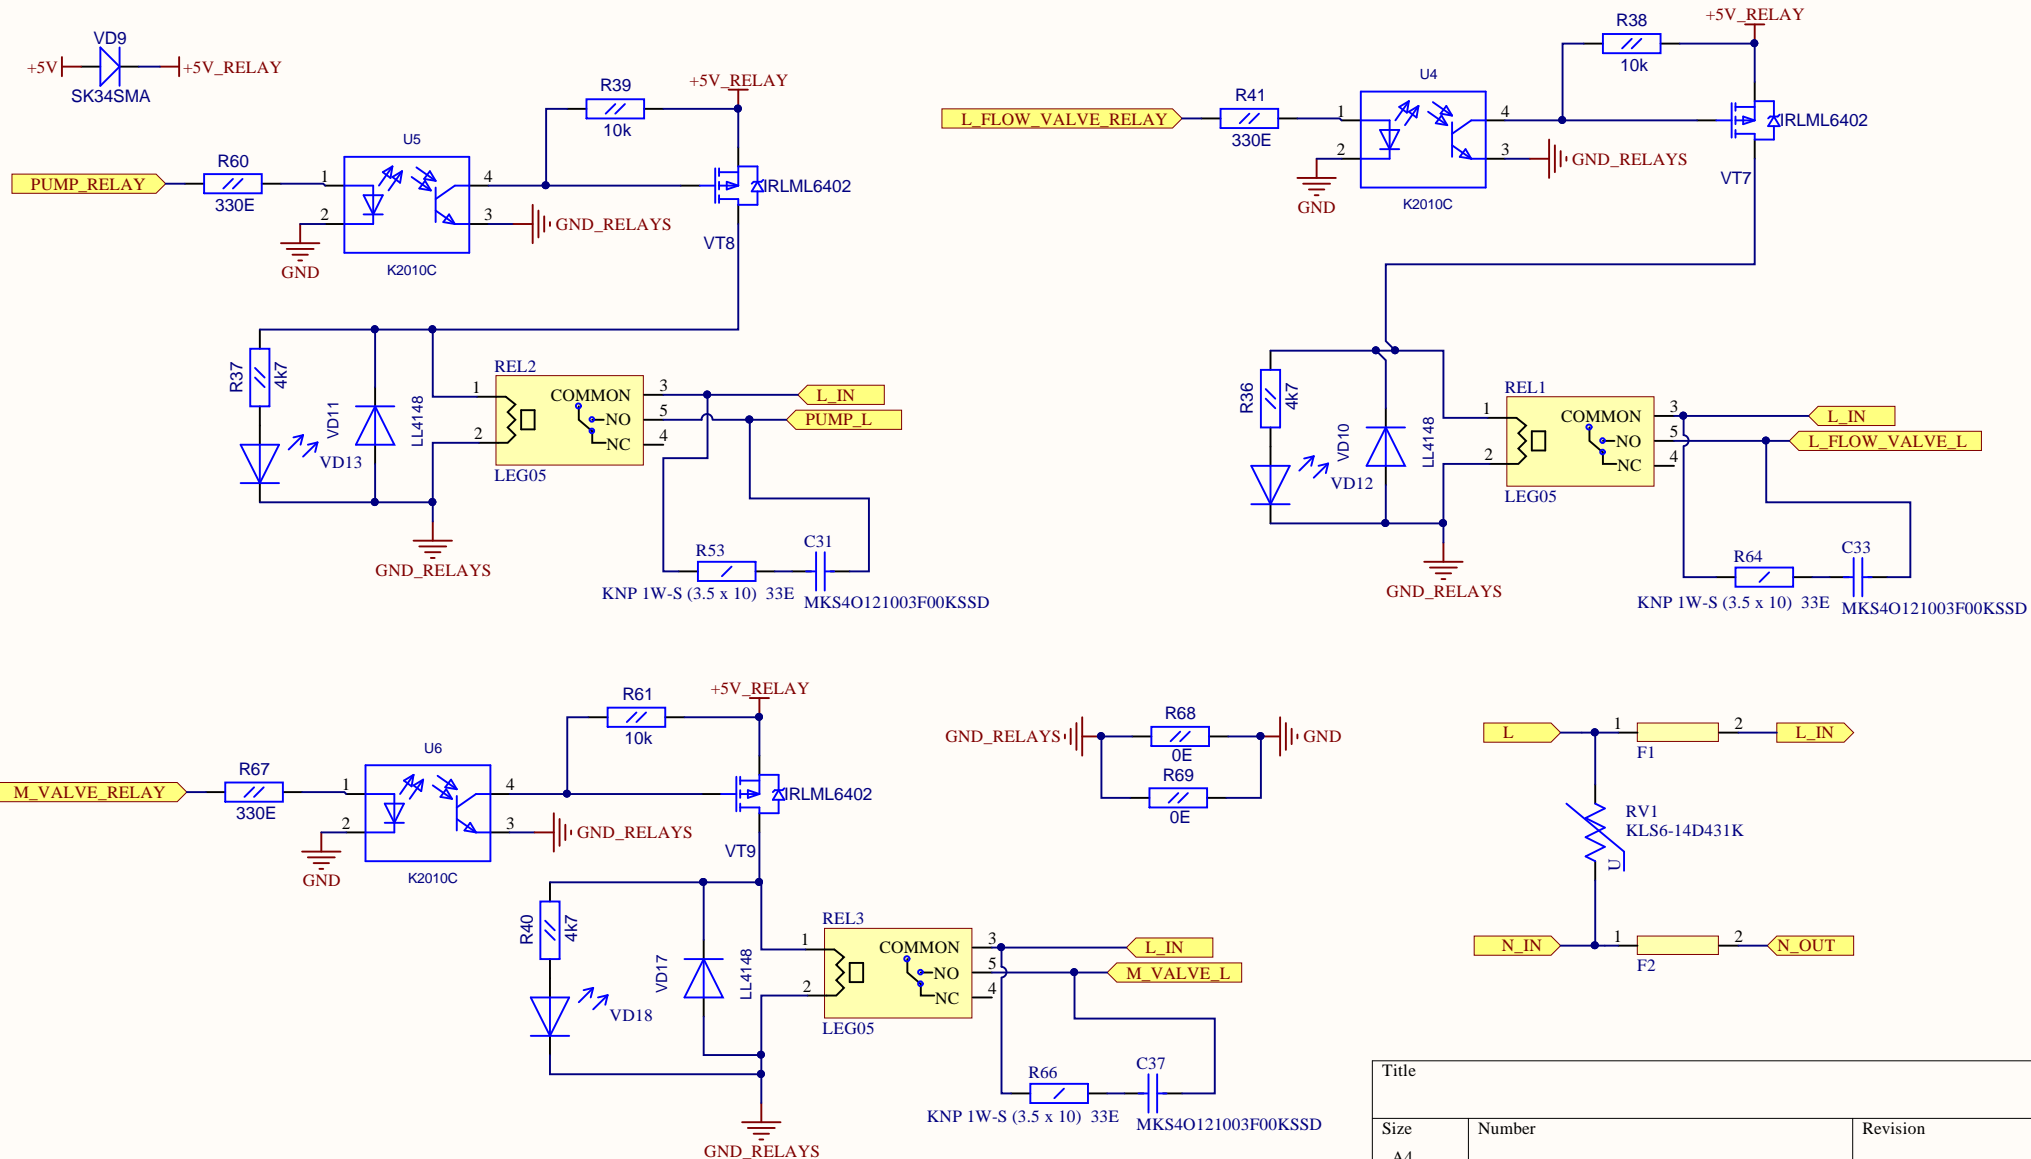 VD9
+5V
+5V_RELAY
SK34SMA
R39
10k
+5V_RELAY
U5
R60
PUMP_RELAY
330E
1
2
4
3
GND_RELAYS
GND
K2010C
IRLML6402
VT8
R37
4k7
VD13
VD11
LL4148
REL2
1
2
COMMON
NO
NC
3
5
4
L_IN
PUMP_L
LEG05
GND_RELAYS
R53
KNP 1W-S (3.5 x 10) 33E
C31
MKS4O121003F00KSSD
R38
10k
+5V_RELAY
U4
R41
L_FLOW_VALVE_RELAY
330E
1
2
4
3
GND_RELAYS
GND
K2010C
IRLML6402
VT7
R36
4k7
VD12
VD10
LL4148
REL1
1
2
COMMON
NO
NC
3
5
4
L_IN
L_FLOW_VALVE_L
LEG05
GND_RELAYS
R64
KNP 1W-S (3.5 x 10) 33E
C33
MKS4O121003F00KSSD
R61
10k
+5V_RELAY
U6
R67
M_VALVE_RELAY
330E
1
2
4
3
GND_RELAYS
GND
K2010C
IRLML6402
VT9
R40
4k7
VD18
VD17
LL4148
REL3
1
2
COMMON
NO
NC
3
5
4
L_IN
M_VALVE_L
LEG05
GND_RELAYS
R66
KNP 1W-S (3.5 x 10) 33E
C37
MKS4O121003F00KSSD
GND_RELAYS
R68
0E
R69
0E
GND
L
1
2
L_IN
F1
RV1
KLS6-14D431K
U
N_IN
1
2
N_OUT
F2
Title
Size
Number
Revision
A4